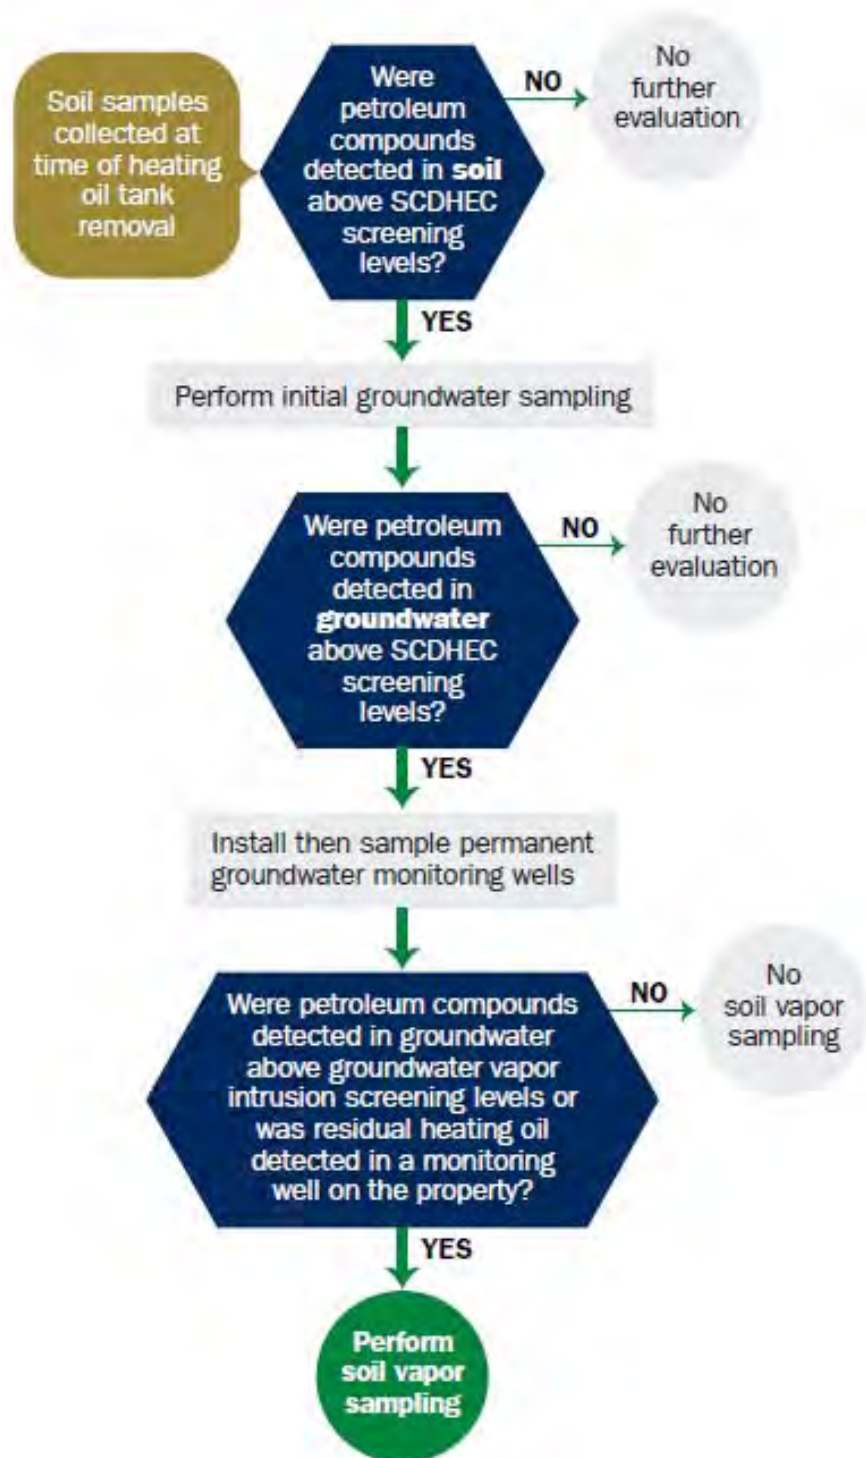 Soil samples
collected at
time of heating
oil tank
removal
Were
petroleum
compounds
detected in soil
above SCDHEC
screening
levels?
NO
No
further
evaluation
YES
Perform initial groundwater sampling
Were petroleum
compounds
detected in
groundwater
above SCDHEC
screening
levels?
NO
No
further
evaluation
YES
Install then sample permanent
groundwater monitoring wells
Were petroleum compounds
detected in groundwater
above groundwater vapor
intrusion screening levels or
was residual heating oil
detected in a monitoring
well on the property?
NO
No
soil vapor
sampling
YES
Perform
soil vapor
sampling